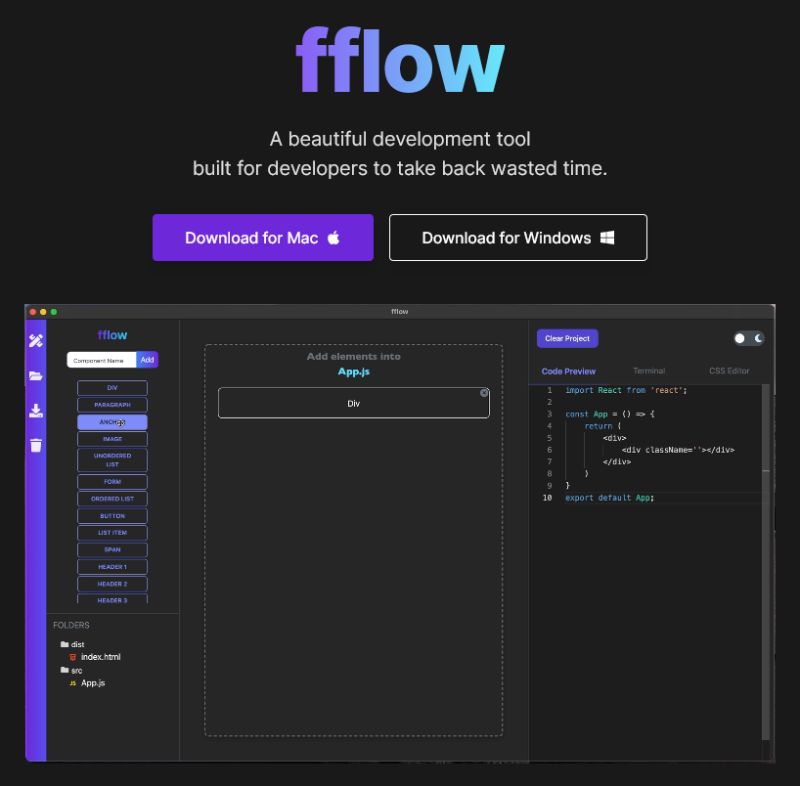 fflow
A beautiful development tool
built for developers to take back wasted time.
Download for Mac
Download for Windows
fflow
fflow
Component Name
Add
DIV
PARAGRAPH
IMAGE
UNORDERED
LIST
FORM
ORDERED LIST
BUTTON
LIST ITEM
SPAN
HEADER 1
HEADER 2
HEADER 3
FOLDERS
dist
index.html
src
JS App.js
Add elements into
App.js
Div
Clear Project
Code Preview
Terminal
CSS Editor
1 import React from 'react';
2
3 const App = () => {
4 return (
5 <div>
6 <div className=''></div>
7 </div>
8 )
9 }
10 export default App;